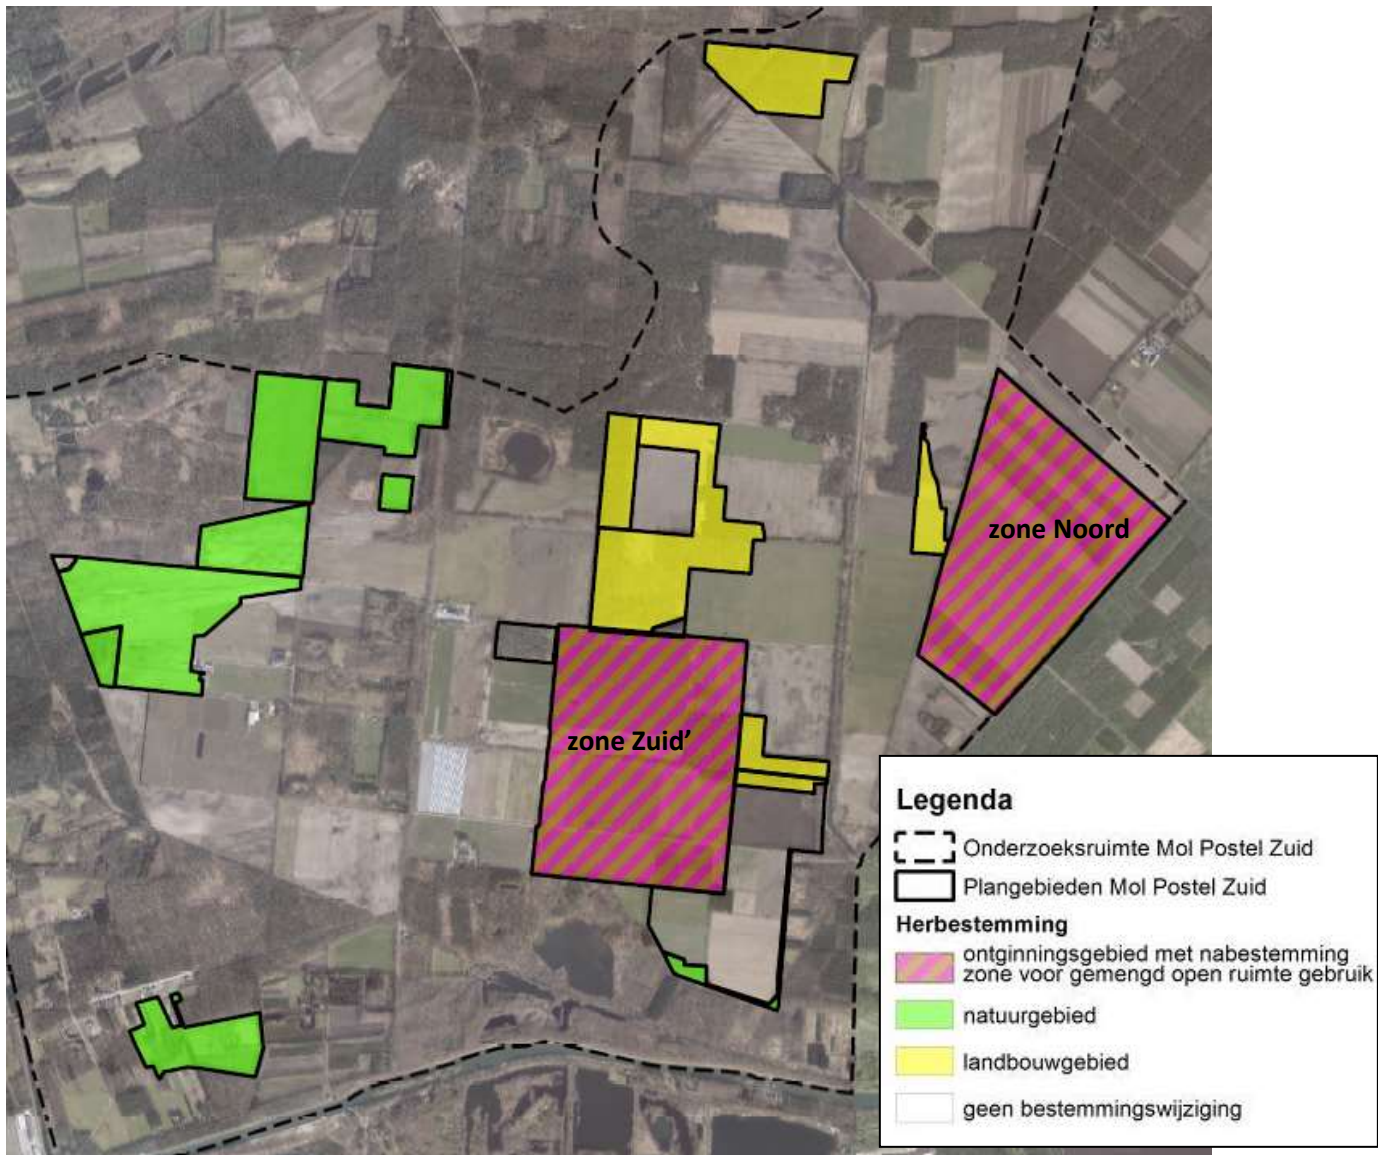 zone Noord
zone Zuid’
Legenda
Onderzoeksruimte Mol Postel Zuid
Plangebieden Mol Postel Zuid
Herbestemming
ontginningsgebied met nabestemming
zone voor gemengd open ruimte gebruik
natuurgebied
landbouwgebied
geen bestemmingswijziging